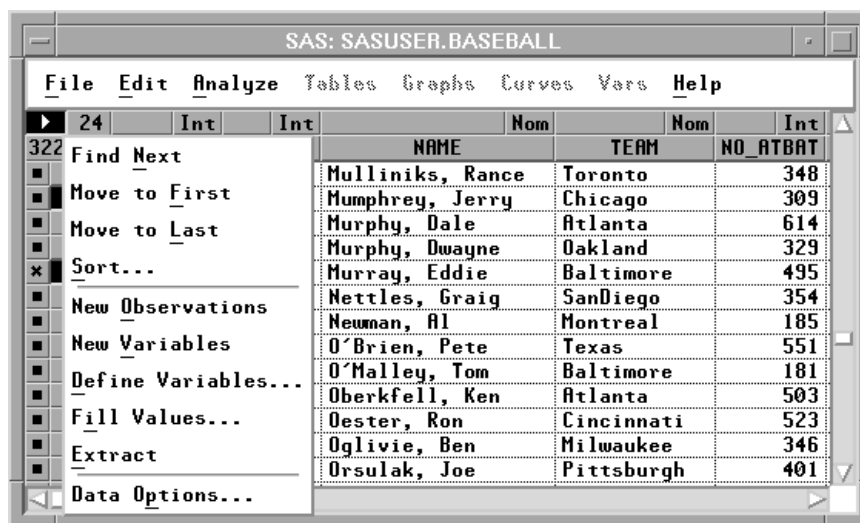 SAS: SASUSER.BASEBALL
File Edit Analyze Tables Graphs Curves Vars Help
24 Int Int Nom Nom Int
322 NAME TEAM NO_ATBAT
Find Next
Move to First
Move to Last
Sort...
New Observations
New Variables
Define Variables...
Fill Values...
Extract
Data Options...
Mulliniks, Rance Toronto 348
Mumphrey, Jerry Chicago 309
Murphy, Dale Atlanta 614
Murphy, Dwayne Oakland 329
Murray, Eddie Baltimore 495
Nettles, Graig SanDiego 354
Newman, Al Montreal 185
O'Brien, Pete Texas 551
O'Malley, Tom Baltimore 181
Oberkfell, Ken Atlanta 503
Oester, Ron Cincinnati 523
Oglivie, Ben Milwaukee 346
Orsulak, Joe Pittsburgh 401